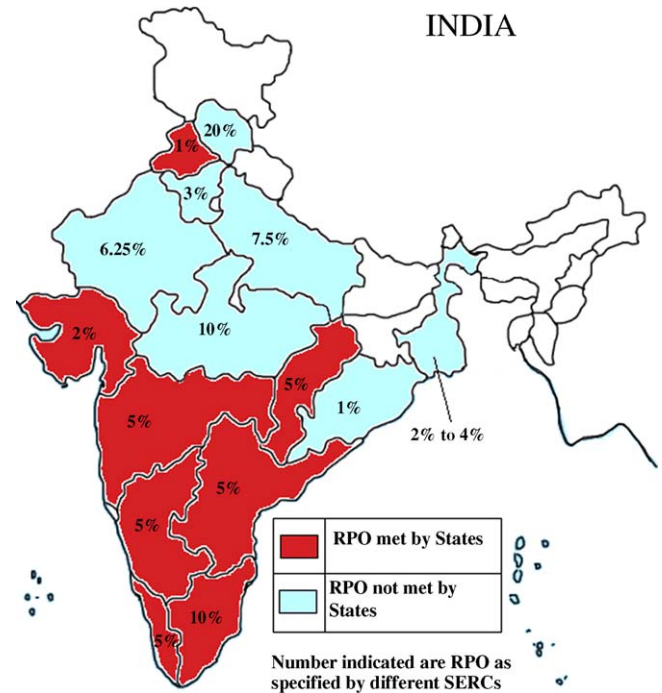 INDIA
20%
1%
3%
6.25%
7.5%
10%
2%
5%
5%
1%
2% to 4%
5%
5%
10%
5%
RPO met by States
RPO not met by
States
Number indicated are RPO as
specified by different SERCs